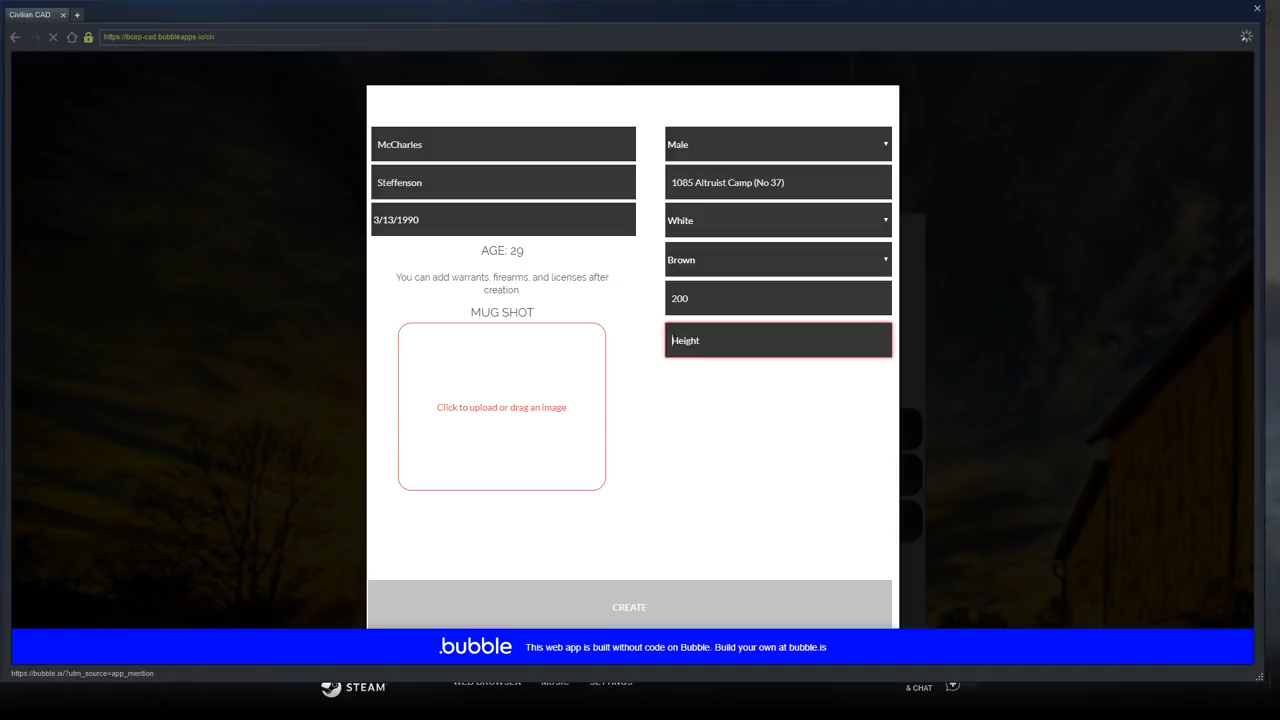 Civilian CAD
https://bcirp-cad.bubbleapps.io/civ
McCharles
Steffenson
3/13/1990
AGE: 29
You can add warrants, firearms, and licenses after
creation.
MUG SHOT
Click to upload or drag an image
Male
1085 Altruist Camp (No 37)
White
Brown
200
Height
CREATE
.bubble
This web app is built without code on Bubble. Build your own at bubble.is
https://bubble.is/?utm_source=app_mention
STEAM
WEB BROWSER
MUSIC
SETTINGS
& CHAT